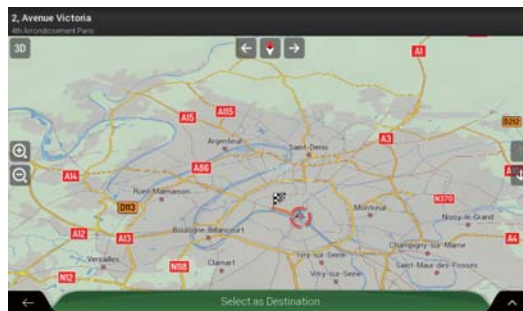 2, Avenue Victoria
4th Arrondissement Paris
3D
A1
A15
A115
D212
Argenteuil
Saint-Denis
A3
A86
A14
Rueil-Malmaison
N370
D113
Montreuil
Noisy-le-Grand
A12
A13
Boulogne-Billancourt
A4
Champigny-sur-Marne
Versailles
Clamart
Ivry-sur-Seine
N118
Saint-Maur-des-Fossés
N12
Vitry-sur-Seine
Select as Destination